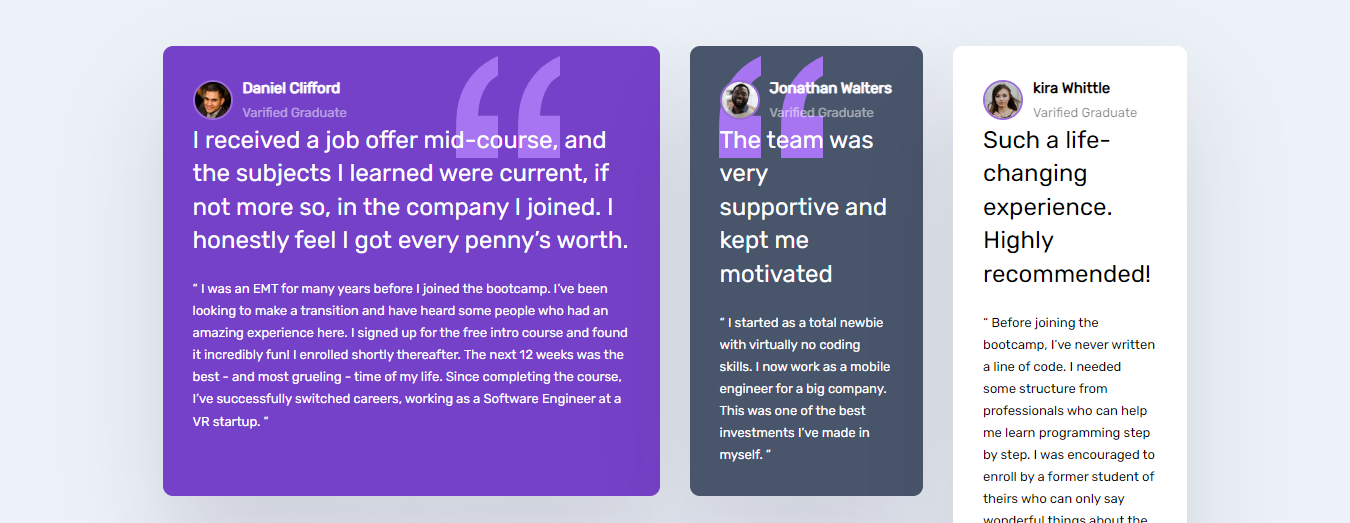 Daniel Clifford
Varified Graduate
I received a job offer mid-course, and
the subjects I learned were current, if
not more so, in the company I joined. I
honestly feel I got every penny’s worth.
“ I was an EMT for many years before I joined the bootcamp. I’ve been
looking to make a transition and have heard some people who had an
amazing experience here. I signed up for the free intro course and found
it incredibly fun! I enrolled shortly thereafter. The next 12 weeks was the
best - and most grueling - time of my life. Since completing the course,
I’ve successfully switched careers, working as a Software Engineer at a
VR startup. ”
Jonathan Walters
Varified Graduate
The team was
very
supportive and
kept me
motivated
“ I started as a total newbie
with virtually no coding
skills. I now work as a mobile
engineer for a big company.
This was one of the best
investments I’ve made in
myself. ”
kira Whittle
Varified Graduate
Such a life-
changing
experience.
Highly
recommended!
“ Before joining the
bootcamp, I’ve never written
a line of code. I needed
some structure from
professionals who can help
me learn programming step
by step. I was encouraged to
enroll by a former student of
theirs who can only say
wonderful things about the